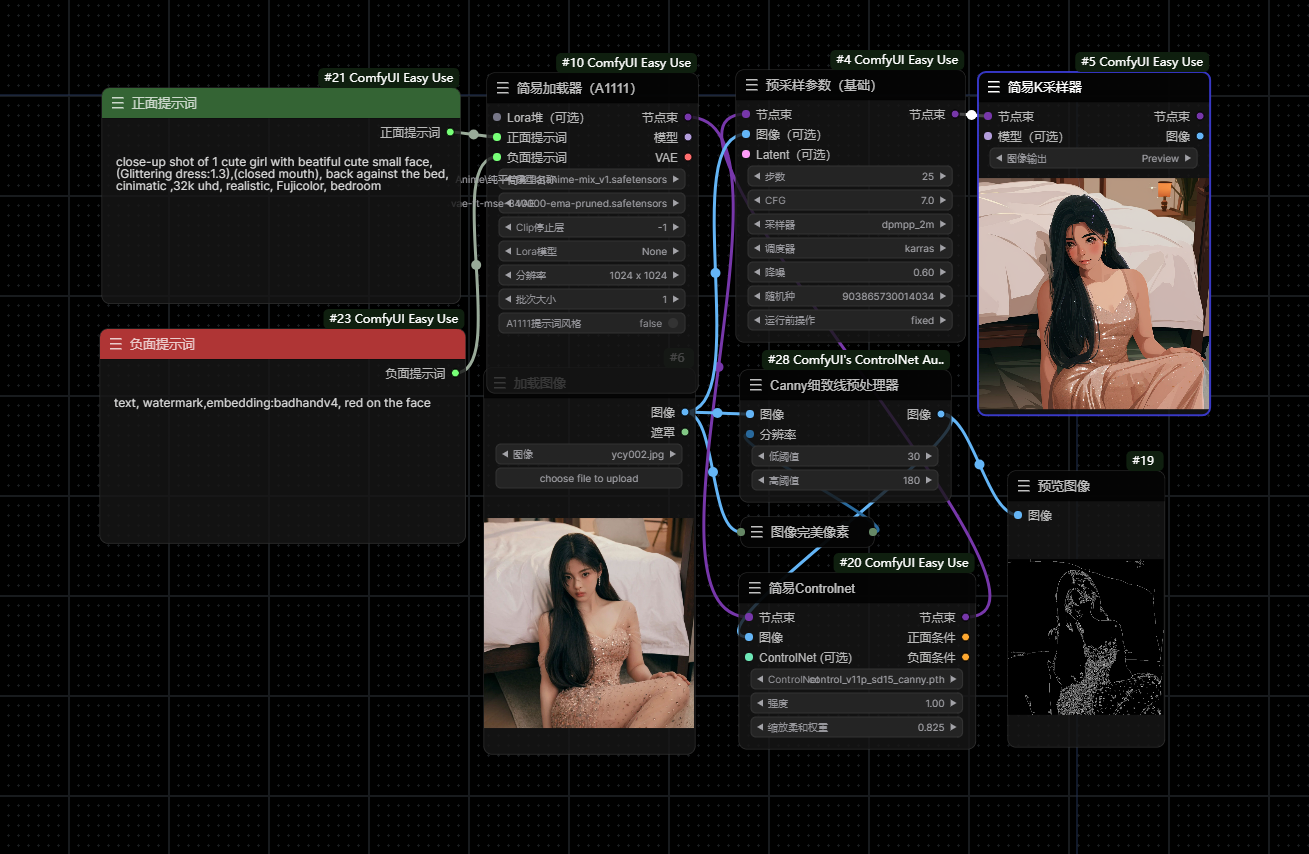 #21 ComfyUI Easy Use
正面提示词
正面提示词
close-up shot of 1 cute girl with beatiful cute small face,
(Glittering dress:1.3),(closed mouth), back against the bed,
cinimatic ,32k uhd, realistic, Fujicolor, bedroom
#23 ComfyUI Easy Use
负面提示词
负面提示词
text, watermark,embedding:badhandv4, red on the face
#10 ComfyUI Easy Use
简易加载器（A1111）
Lora堆（可选） 节点束
正面提示词 模型
负面提示词 VAE
-mix_v1.safetensors
-ema-pruned.safetensors
Clip停止层 -1
Lora模型 None
分辨率 1024 x 1024
批次大小 1
A1111提示词风格 false
#6
加载图像
图像
遮罩
图像 ycy002.jpg
choose file to upload
#4 ComfyUI Easy Use
预采样参数（基础）
节点束 节点束
图像（可选）
Latent（可选）
步数 25
CFG 7.0
采样器 dpmpp_2m
调度器 karras
降噪 0.60
随机种 903865730014034
运行前操作 fixed
#28 ComfyUI's ControlNet Au..
Canny细致线预处理器
图像 图像
分辨率
低阈值 30
高阈值 180
图像完美像素
#20 ComfyUI Easy Use
简易Controlnet
节点束 节点束
图像 正面条件
ControlNet (可选) 负面条件
control_v11p_sd15_canny.pth
强度 1.00
缩放柔和权重 0.825
#5 ComfyUI Easy Use
简易K采样器
节点束 节点束
模型（可选） 图像
图像输出 Preview
#19
预览图像
图像